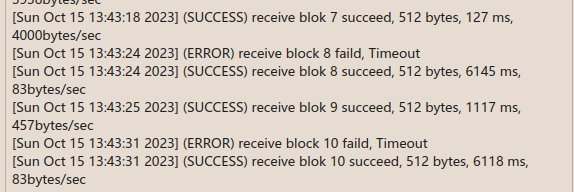 5958bytes/sec
[Sun Oct 15 13:43:18 2023] (SUCCESS) receive blok 7 succeed, 512 bytes, 127 ms,
4000bytes/sec
[Sun Oct 15 13:43:24 2023] (ERROR) receive block 8 faild, Timeout
[Sun Oct 15 13:43:24 2023] (SUCCESS) receive blok 8 succeed, 512 bytes, 6145 ms,
83bytes/sec
[Sun Oct 15 13:43:25 2023] (SUCCESS) receive blok 9 succeed, 512 bytes, 1117 ms,
457bytes/sec
[Sun Oct 15 13:43:31 2023] (ERROR) receive block 10 faild, Timeout
[Sun Oct 15 13:43:31 2023] (SUCCESS) receive blok 10 succeed, 512 bytes, 6118 ms,
83bytes/sec